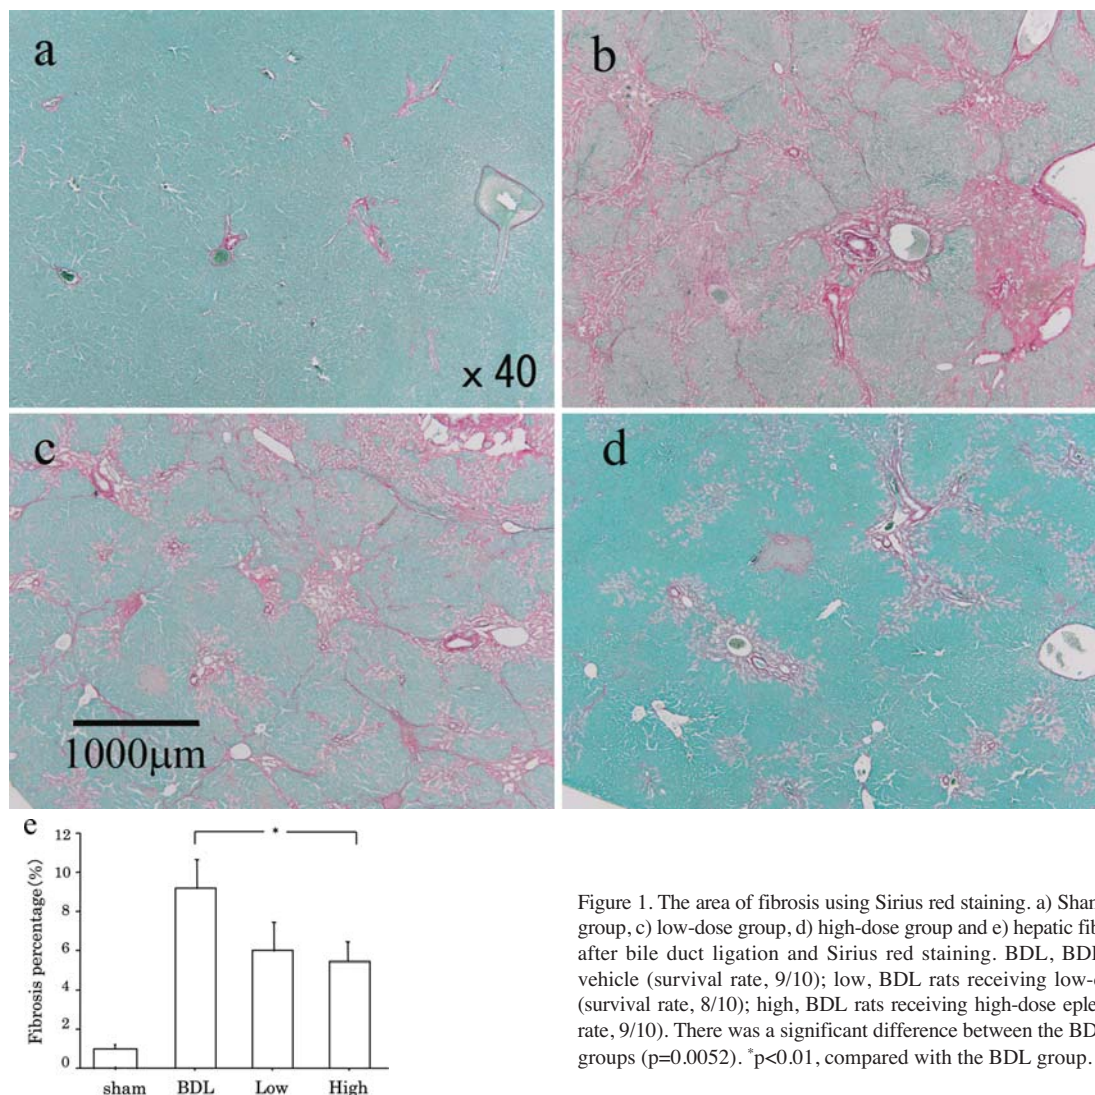 a
b
x 40
c
d
1000μm
e
Fibrosis percentage(%)
12
10
8
6
4
2
0
*
sham BDL Low High
Figure 1. The area of fibrosis using Sirius red staining. a) Sham
group, c) low-dose group, d) high-dose group and e) hepatic fib
after bile duct ligation and Sirius red staining. BDL, BDL
vehicle (survival rate, 9/10); low, BDL rats receiving low-
(survival rate, 8/10); high, BDL rats receiving high-dose eple
rate, 9/10). There was a significant difference between the BD
groups (p=0.0052). *p<0.01, compared with the BDL group.